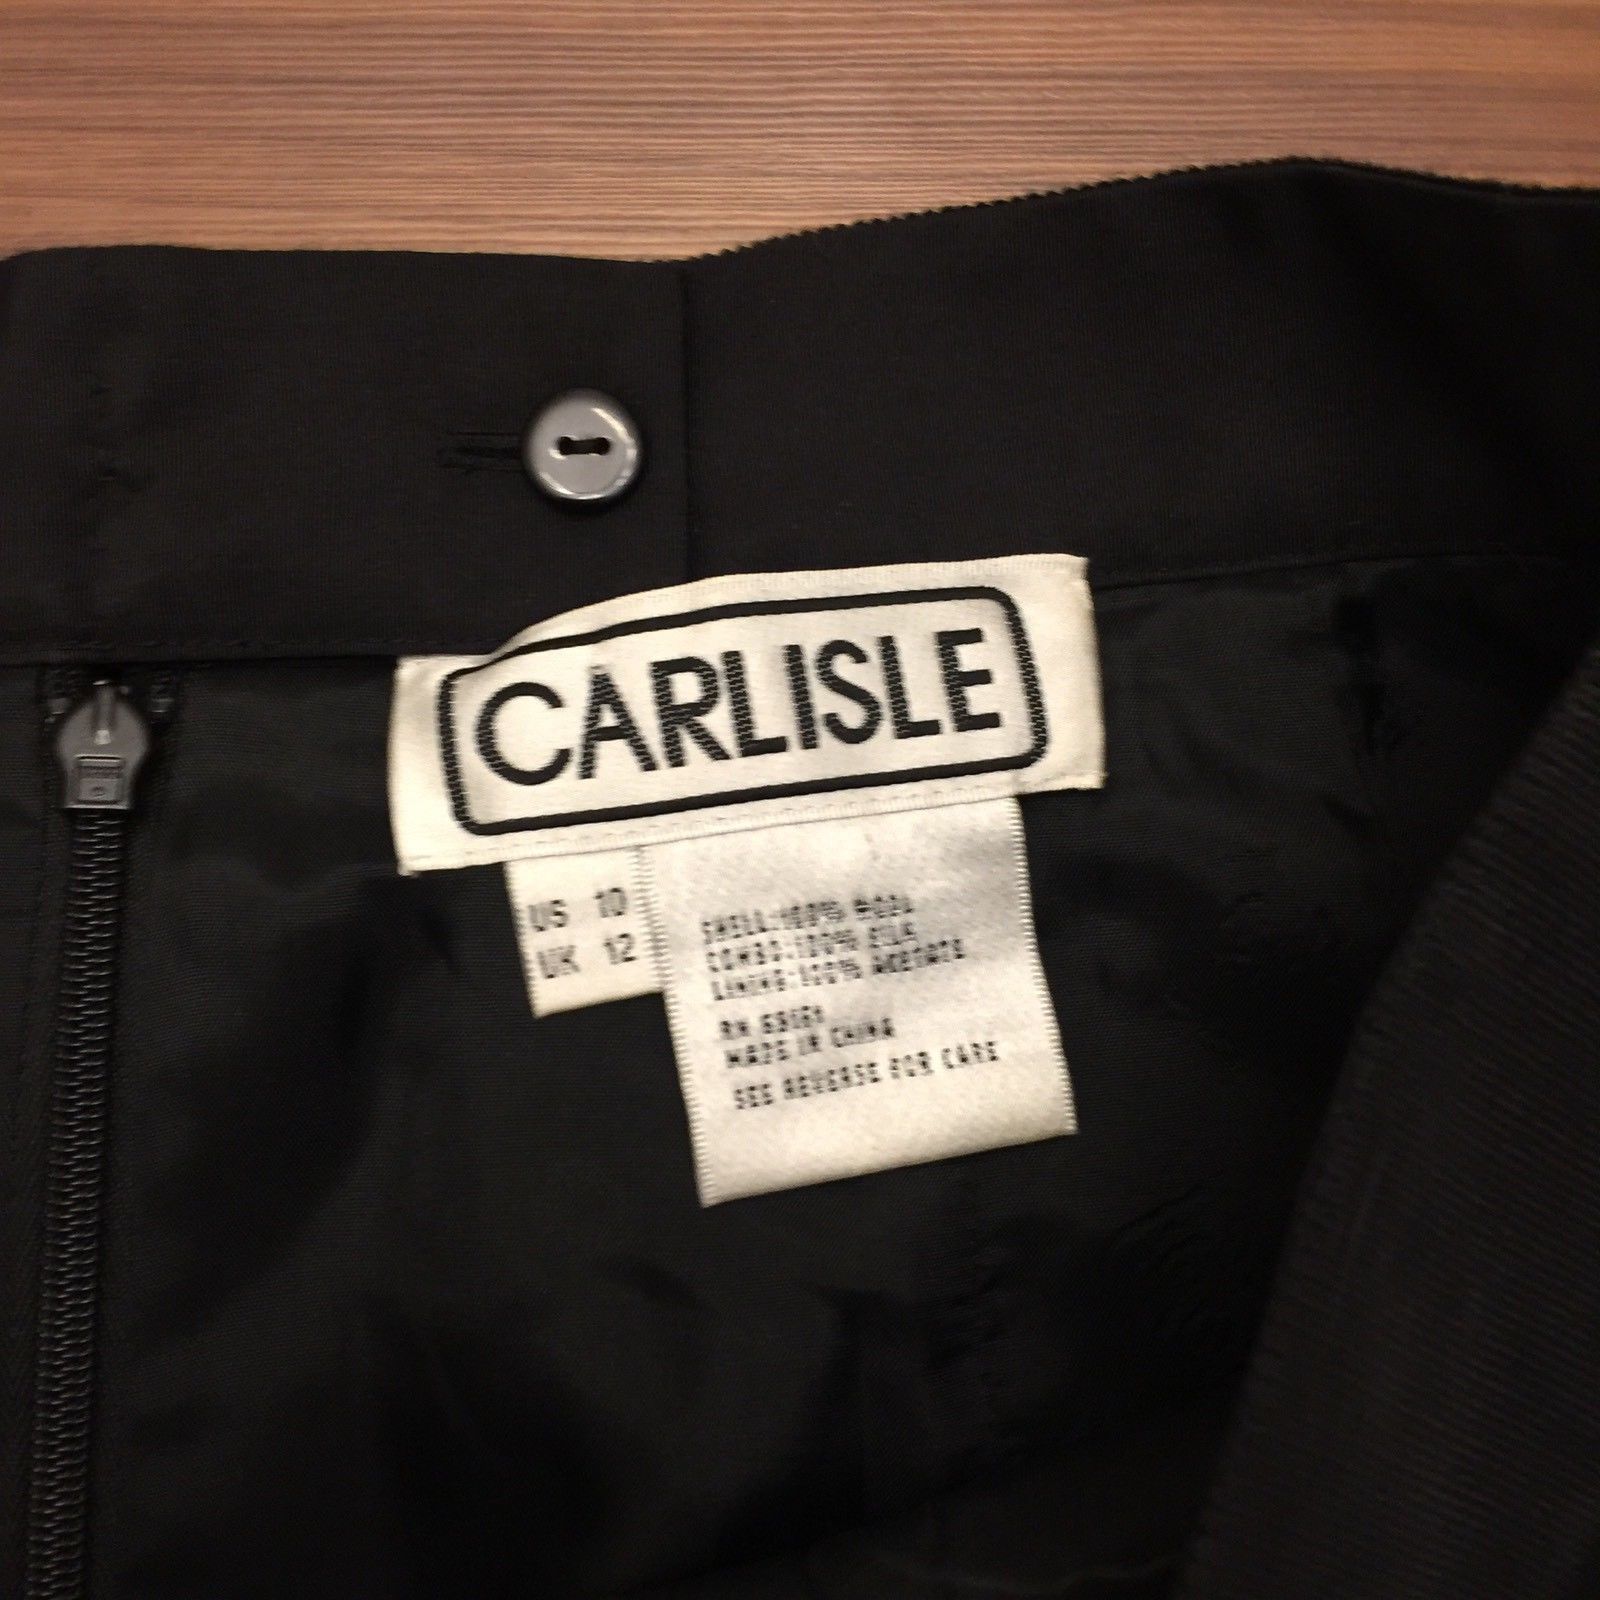 CARLISLE
US 10
UK 12
SHELL:100% WOOL
COMBO:100% SILK
LINING:100% ACETATE
RN
MADE IN CHINA
SEE REVERSE FOR CARE